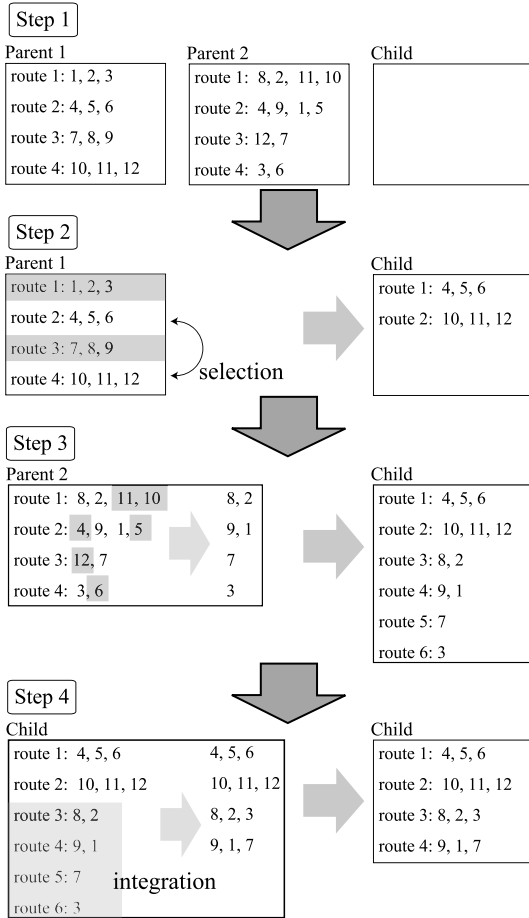 Step 1
Parent 1
route 1: 1, 2, 3
route 2: 4, 5, 6
route 3: 7, 8, 9
route 4: 10, 11, 12
Parent 2
route 1: 8, 2, 11, 10
route 2: 4, 9, 1, 5
route 3: 12, 7
route 4: 3, 6
Child
Step 2
Parent 1
route 1: 1, 2, 3
route 2: 4, 5, 6
route 3: 7, 8, 9
route 4: 10, 11, 12
selection
Child
route 1: 4, 5, 6
route 2: 10, 11, 12
Step 3
Parent 2
route 1: 8, 2, 11, 10
route 2: 4, 9, 1, 5
route 3: 12, 7
route 4: 3, 6
8, 2
9, 1
7
3
Child
route 1: 4, 5, 6
route 2: 10, 11, 12
route 3: 8, 2
route 4: 9, 1
route 5: 7
route 6: 3
Step 4
Child
route 1: 4, 5, 6
route 2: 10, 11, 12
route 3: 8, 2
route 4: 9, 1
route 5: 7
route 6: 3
integration
4, 5, 6
10, 11, 12
8, 2, 3
9, 1, 7
Child
route 1: 4, 5, 6
route 2: 10, 11, 12
route 3: 8, 2, 3
route 4: 9, 1, 7